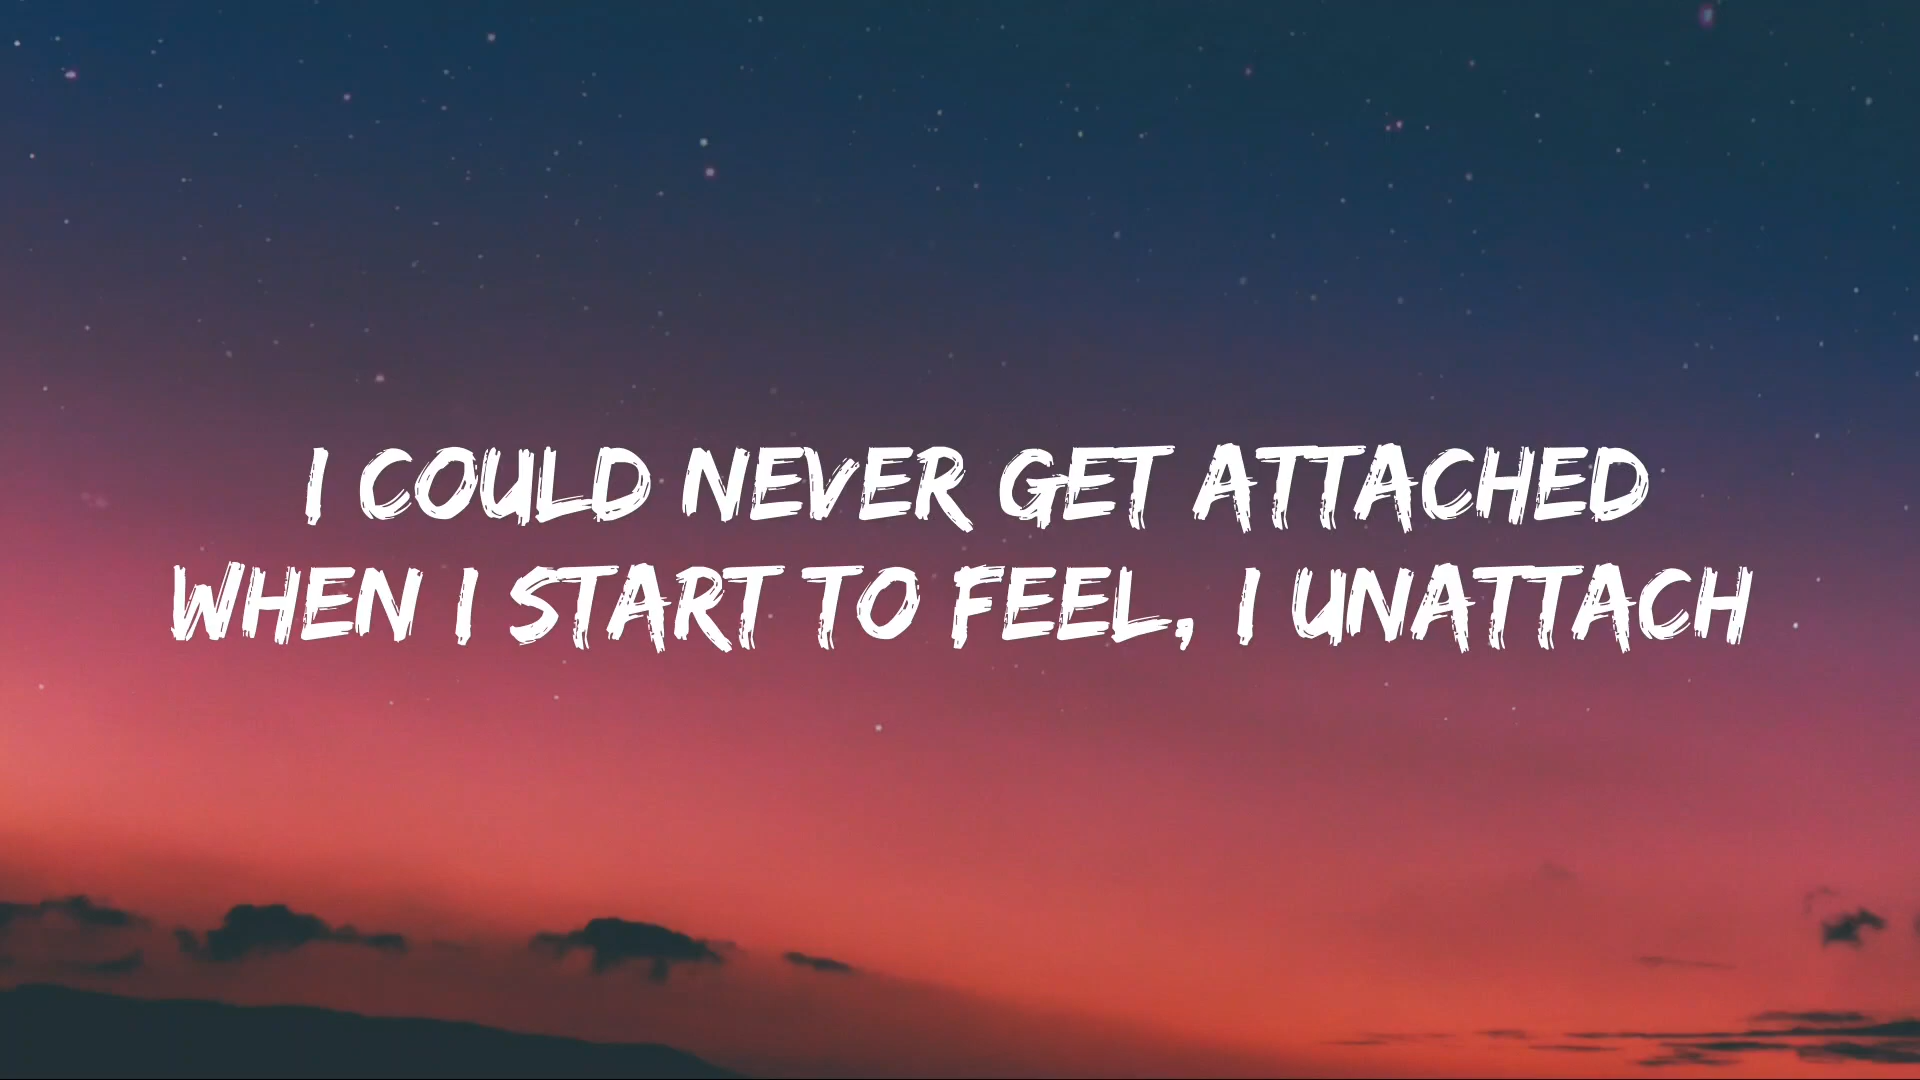 I COULD NEVER GET ATTACHED
WHEN I START TO FEEL, I UNATTACH